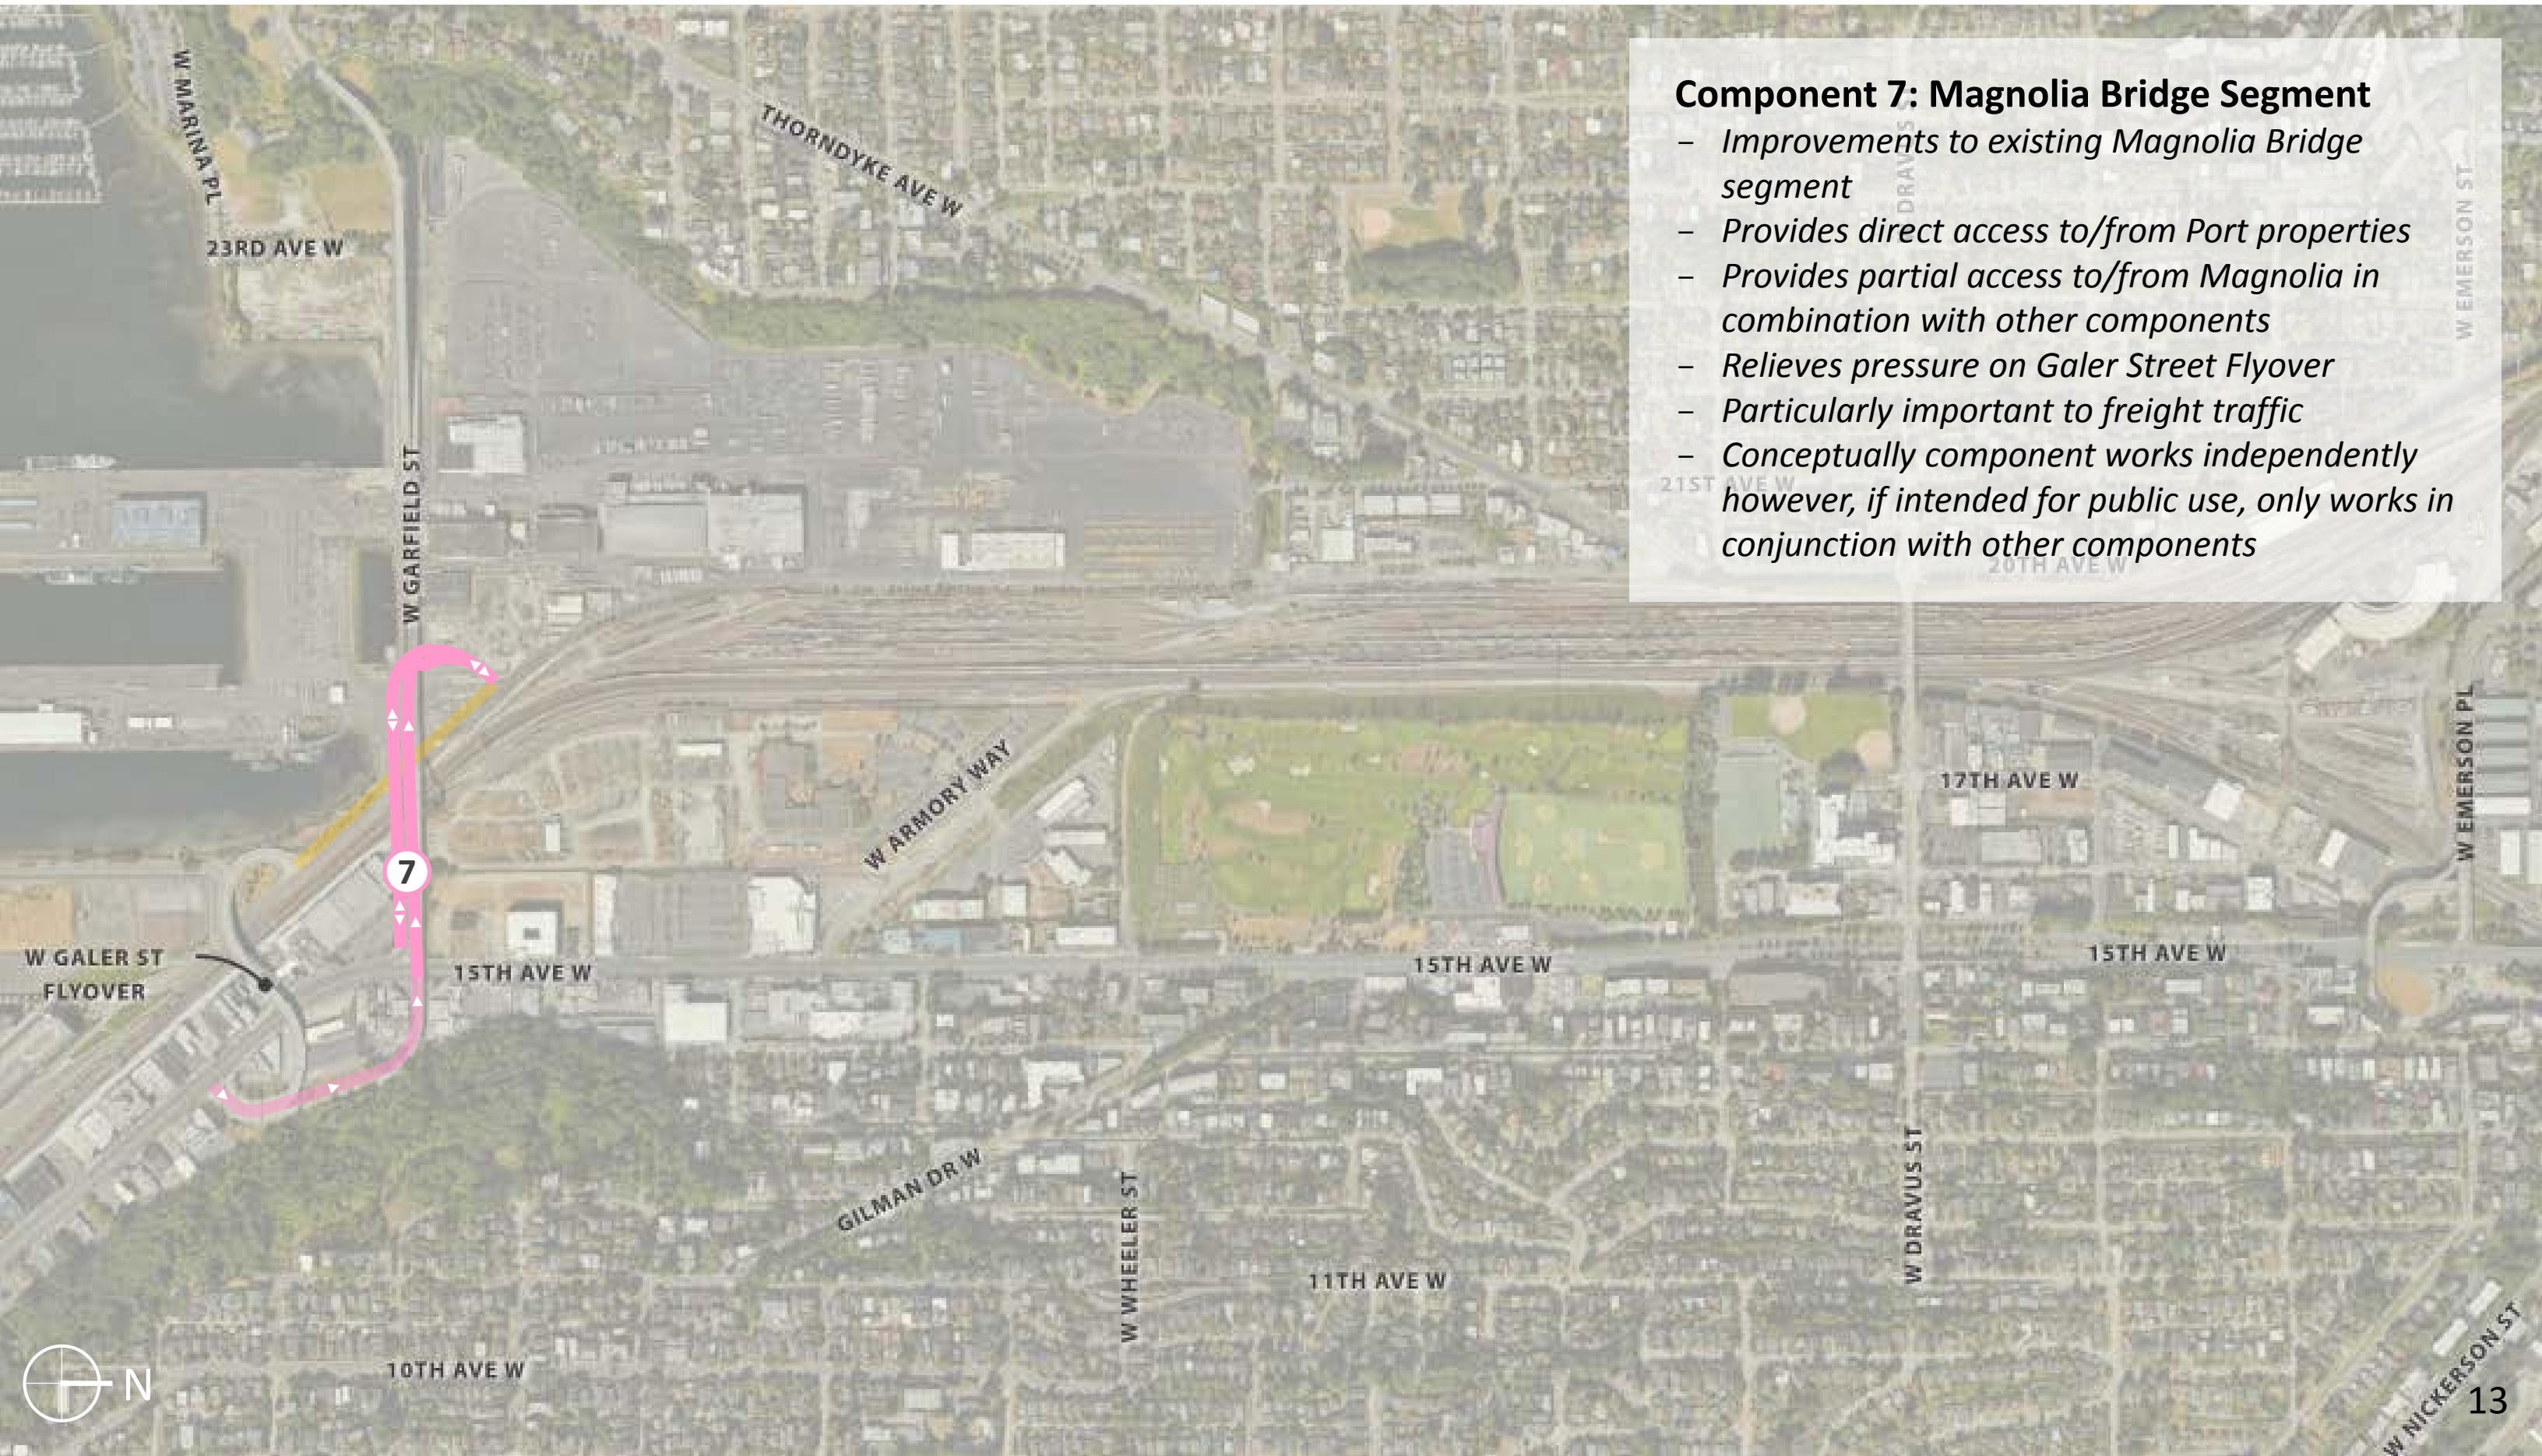 Component 7: Magnolia Bridge Segment
– Improvements to existing Magnolia Bridge
segment
– Provides direct access to/from Port properties
– Provides partial access to/from Magnolia in
combination with other components
– Relieves pressure on Galer Street Flyover
– Particularly important to freight traffic
– Conceptually component works independently
however, if intended for public use, only works in
conjunction with other components
W MARINA PL
THORNDYKE AVE W
23RD AVE W
W DRAVUS ST
W EMERSON ST
21ST AVE W
20TH AVE W
W GARFIELD ST
W ARMORY WAY
17TH AVE W
W EMERSON PL
7
W GALER ST
FLYOVER
15TH AVE W
15TH AVE W
15TH AVE W
GILMAN DR W
W WHEELER ST
W DRAVUS ST
11TH AVE W
10TH AVE W
W NICKERSON ST
N
13